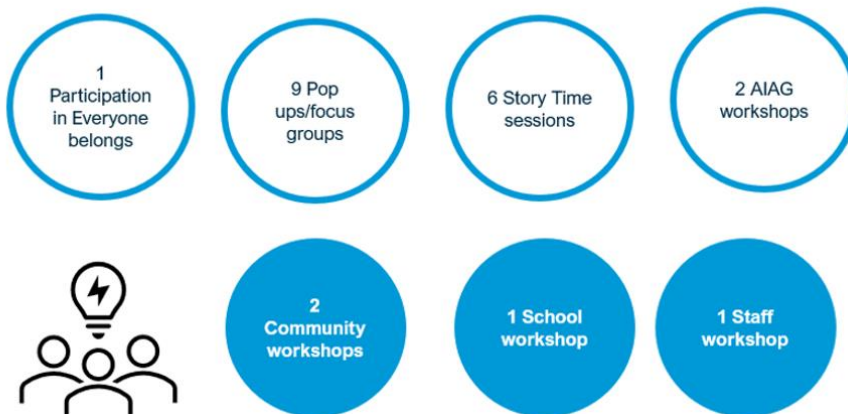 1
Participation
in Everyone
belongs
9 Pop
ups/focus
groups
6 Story Time
sessions
2 AIAG
workshops
2
Community
workshops
1 School
workshop
1 Staff
workshop